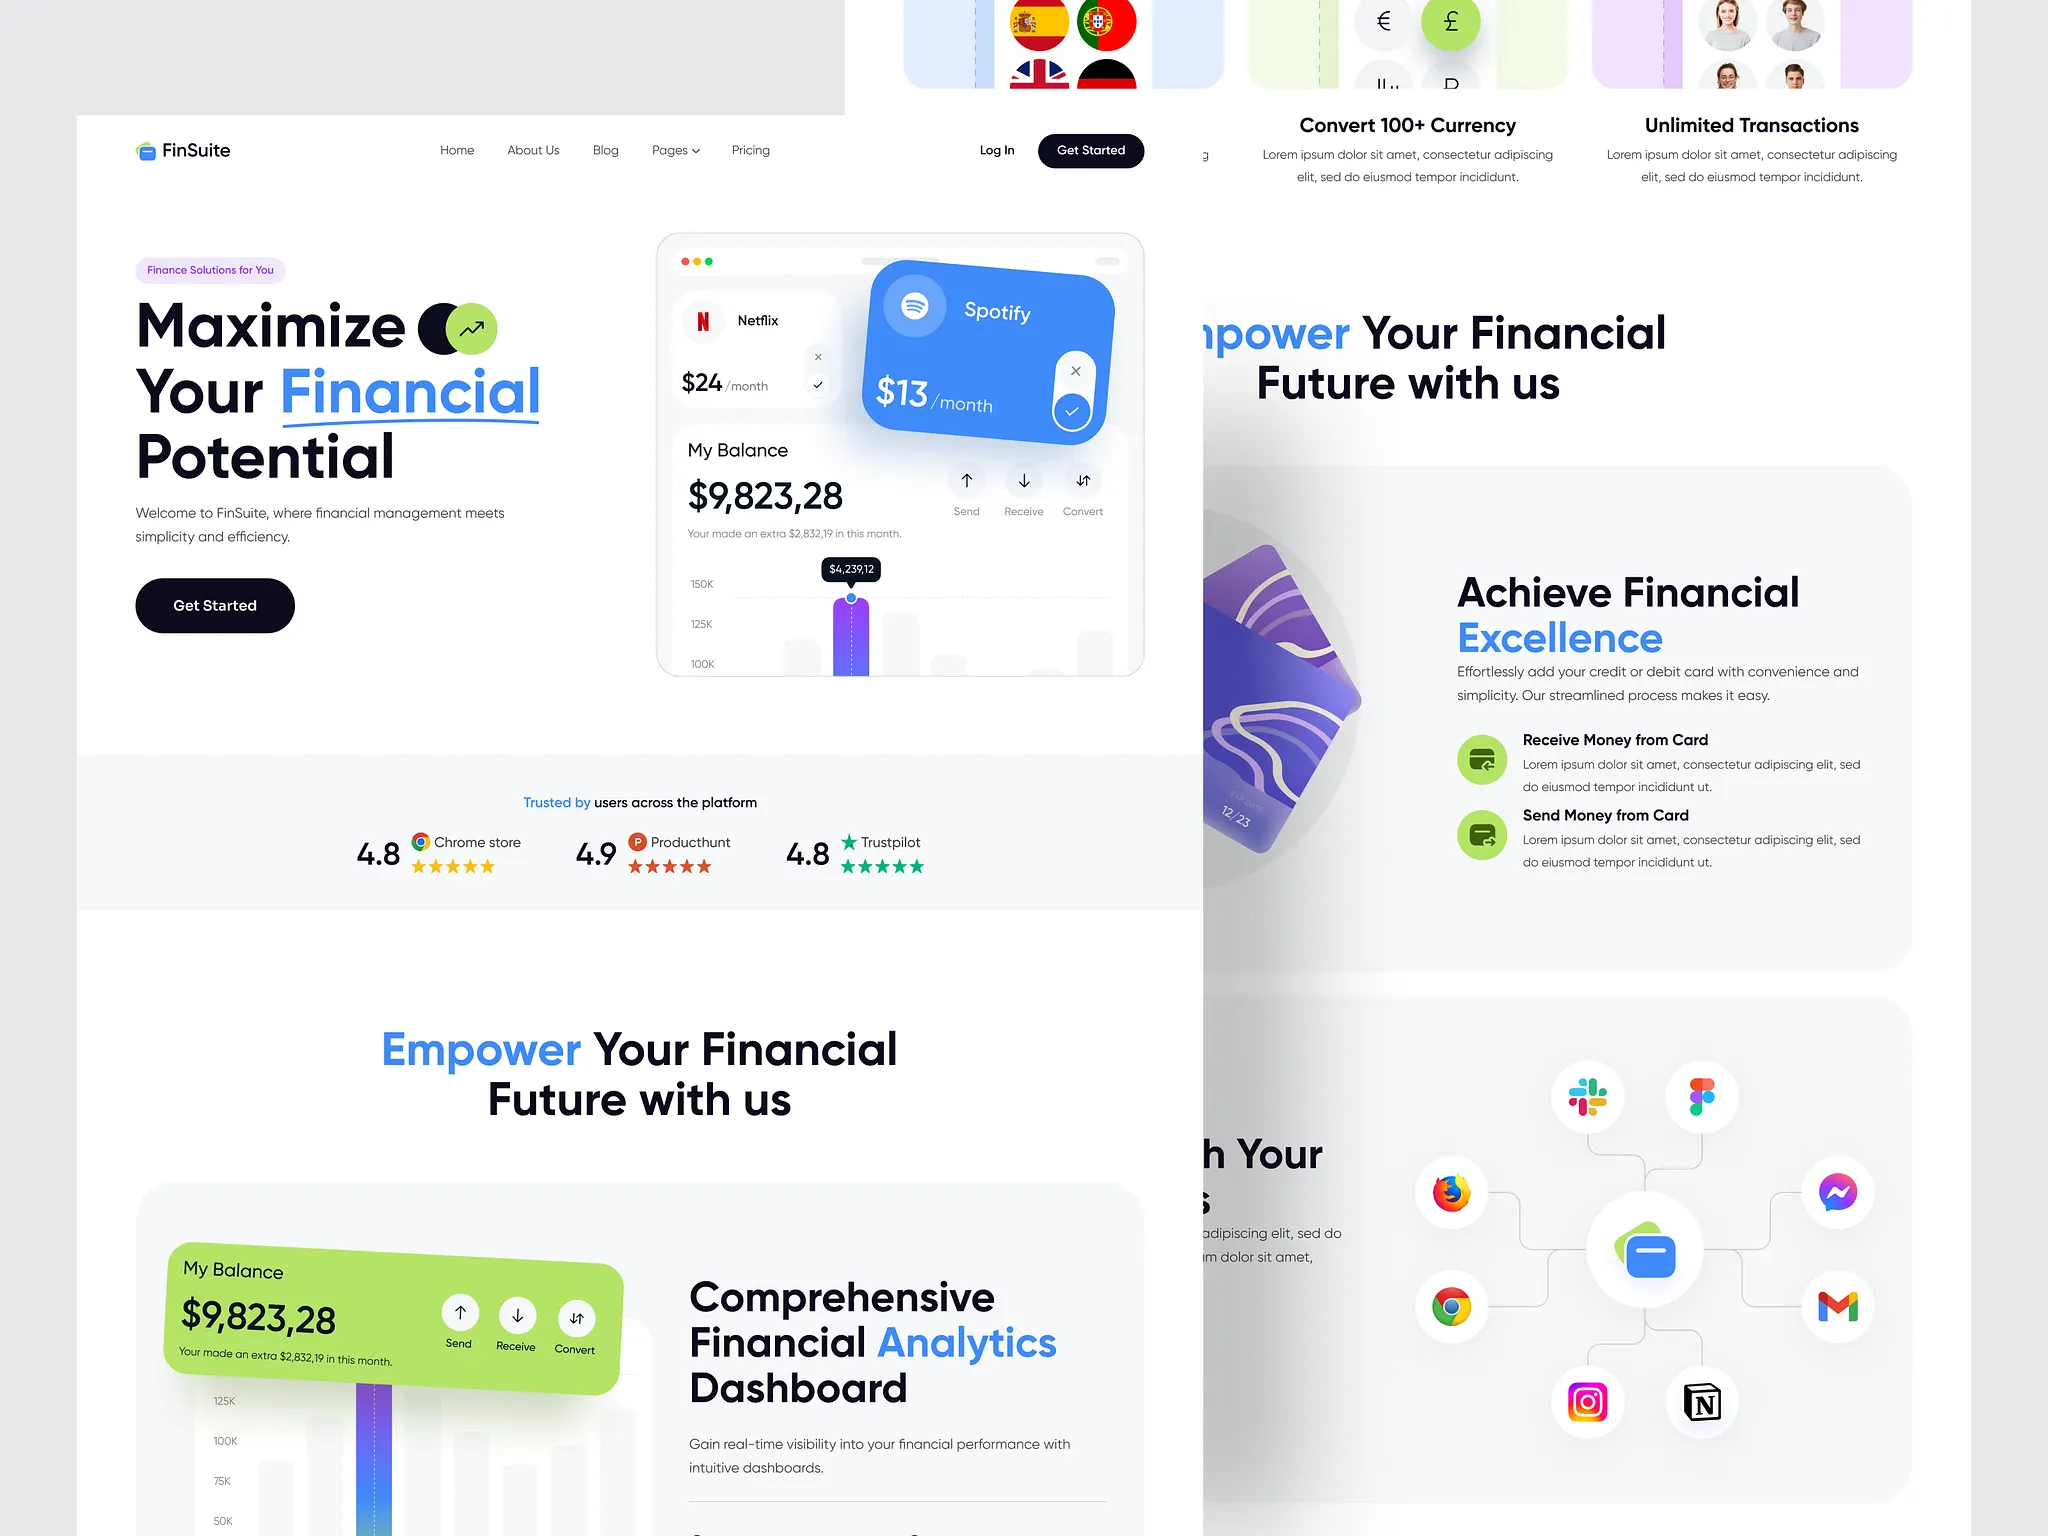 FinSuite
Home
About Us
Blog
Pages
Pricing
Log In
Get Started
Finance Solutions for You
Maximize
Your Financial
Potential
Welcome to FinSuite, where financial management meets
simplicity and efficiency.
Get Started
Netflix
$24/month
Spotify
$13/month
My Balance
$9,823,28
Your made an extra $2,832,19 in this month.
Send
Receive
Convert
$4,239,12
150K
125K
100K
Trusted by users across the platform
4.8
Chrome store
4.9
P
Producthunt
4.8
Trustpilot
Empower Your Financial
Future with us
My Balance
$9,823,28
Your made an extra $2,832,19 in this month.
Send
Receive
Convert
125K
100K
75K
50K
Comprehensive
Financial Analytics
Dashboard
Gain real-time visibility into your financial performance with
intuitive dashboards.
€
£
Convert 100+ Currency
Lorem ipsum dolor sit amet, consectetur adipiscing
elit, sed do eiusmod tempor incididunt.
Unlimited Transactions
Lorem ipsum dolor sit amet, consectetur adipiscing
elit, sed do eiusmod tempor incididunt.
g
mpower Your Financial
Future with us
EXP DATE
12/23
Achieve Financial
Excellence
Effortlessly add your credit or debit card with convenience and
simplicity. Our streamlined process makes it easy.
Receive Money from Card
Lorem ipsum dolor sit amet, consectetur adipiscing elit, sed
do eiusmod tempor incididunt ut.
Send Money from Card
Lorem ipsum dolor sit amet, consectetur adipiscing elit, sed
do eiusmod tempor incididunt ut.
h Your
s
adipiscing elit, sed do
m dolor sit amet,
N